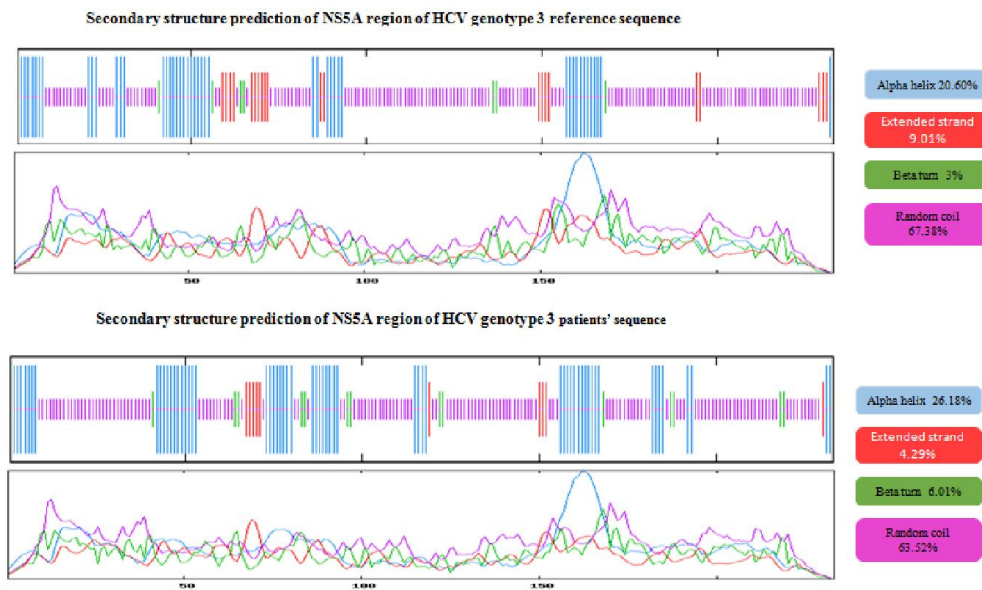 Secondary structure prediction of NS5A region of HCV genotype 3 reference sequence
Alpha helix 20.60%
Extended strand
9.01%
Beta turn 3%
Random coil
67.38%
50
100
150
Secondary structure prediction of NS5A region of HCV genotype 3 patients' sequence
Alpha helix 26.18%
Extended strand
4.29%
Beta turn 6.01%
Random coil
63.52%
50
100
150